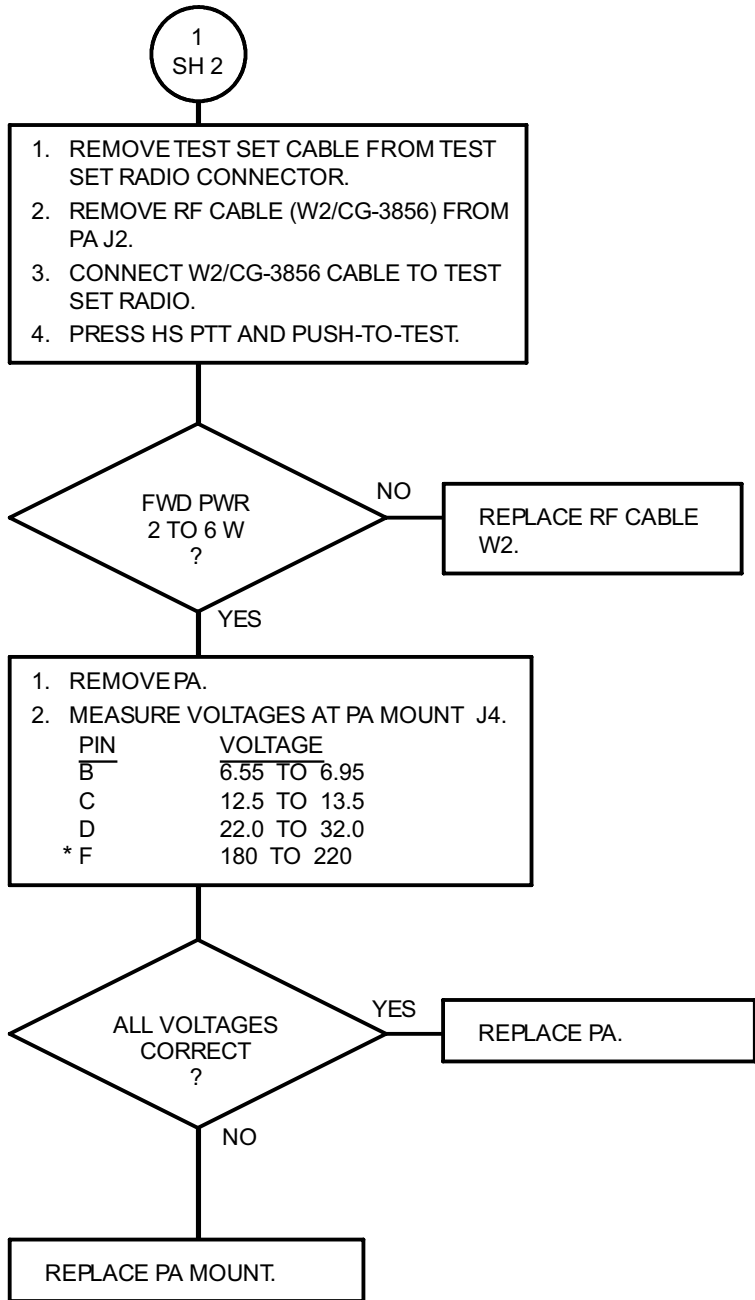 1
SH 2
1. REMOVE TEST SET CABLE FROM TEST
SET RADIO CONNECTOR.
2. REMOVE RF CABLE (W2/CG-3856) FROM
PA J2.
3. CONNECT W2/CG-3856 CABLE TO TEST
SET RADIO.
4. PRESS HS PTT AND PUSH-TO-TEST.
FWD PWR
2 TO 6 W
?
NO
REPLACE RF CABLE
W2.
YES
1. REMOVE PA.
2. MEASURE VOLTAGES AT PA MOUNT J4.
PIN VOLTAGE
B 6.55 TO 6.95
C 12.5 TO 13.5
D 22.0 TO 32.0
* F 180 TO 220
ALL VOLTAGES
CORRECT
?
YES
REPLACE PA.
NO
REPLACE PA MOUNT.